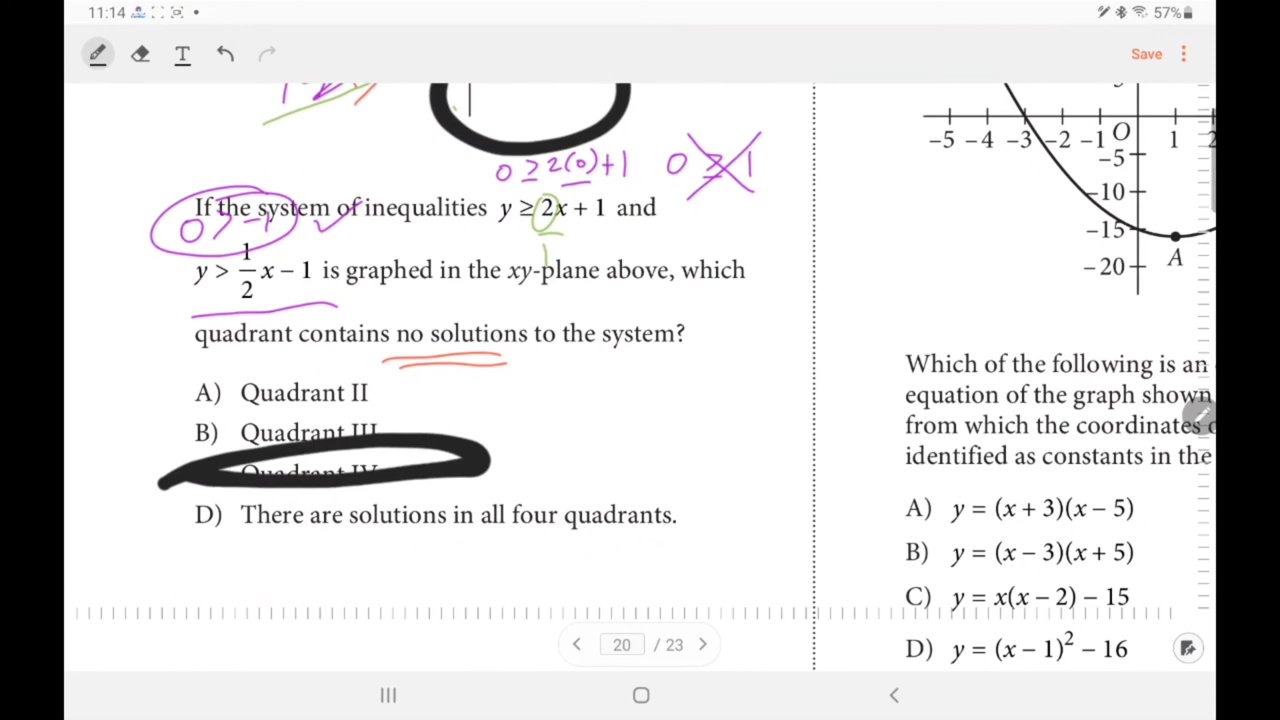 11:14
57%
Save
0 ≥ 2(0)+1 0 ≥ 1
If the system of inequalities y ≥ 2x + 1 and
0 > -1
1
y > 1/2 x − 1 is graphed in the xy-plane above, which
quadrant contains no solutions to the system?
A) Quadrant II
B) Quadrant III
Quadrant IV
D) There are solutions in all four quadrants.
20 / 23
-5 -4 -3 -2 -1 O 1 2
-5
-10
-15
-20
A
Which of the following is an
equation of the graph shown
from which the coordinates
identified as constants in the
A) y = (x + 3)(x − 5)
B) y = (x − 3)(x + 5)
C) y = x(x − 2) − 15
D) y = (x − 1)² − 16